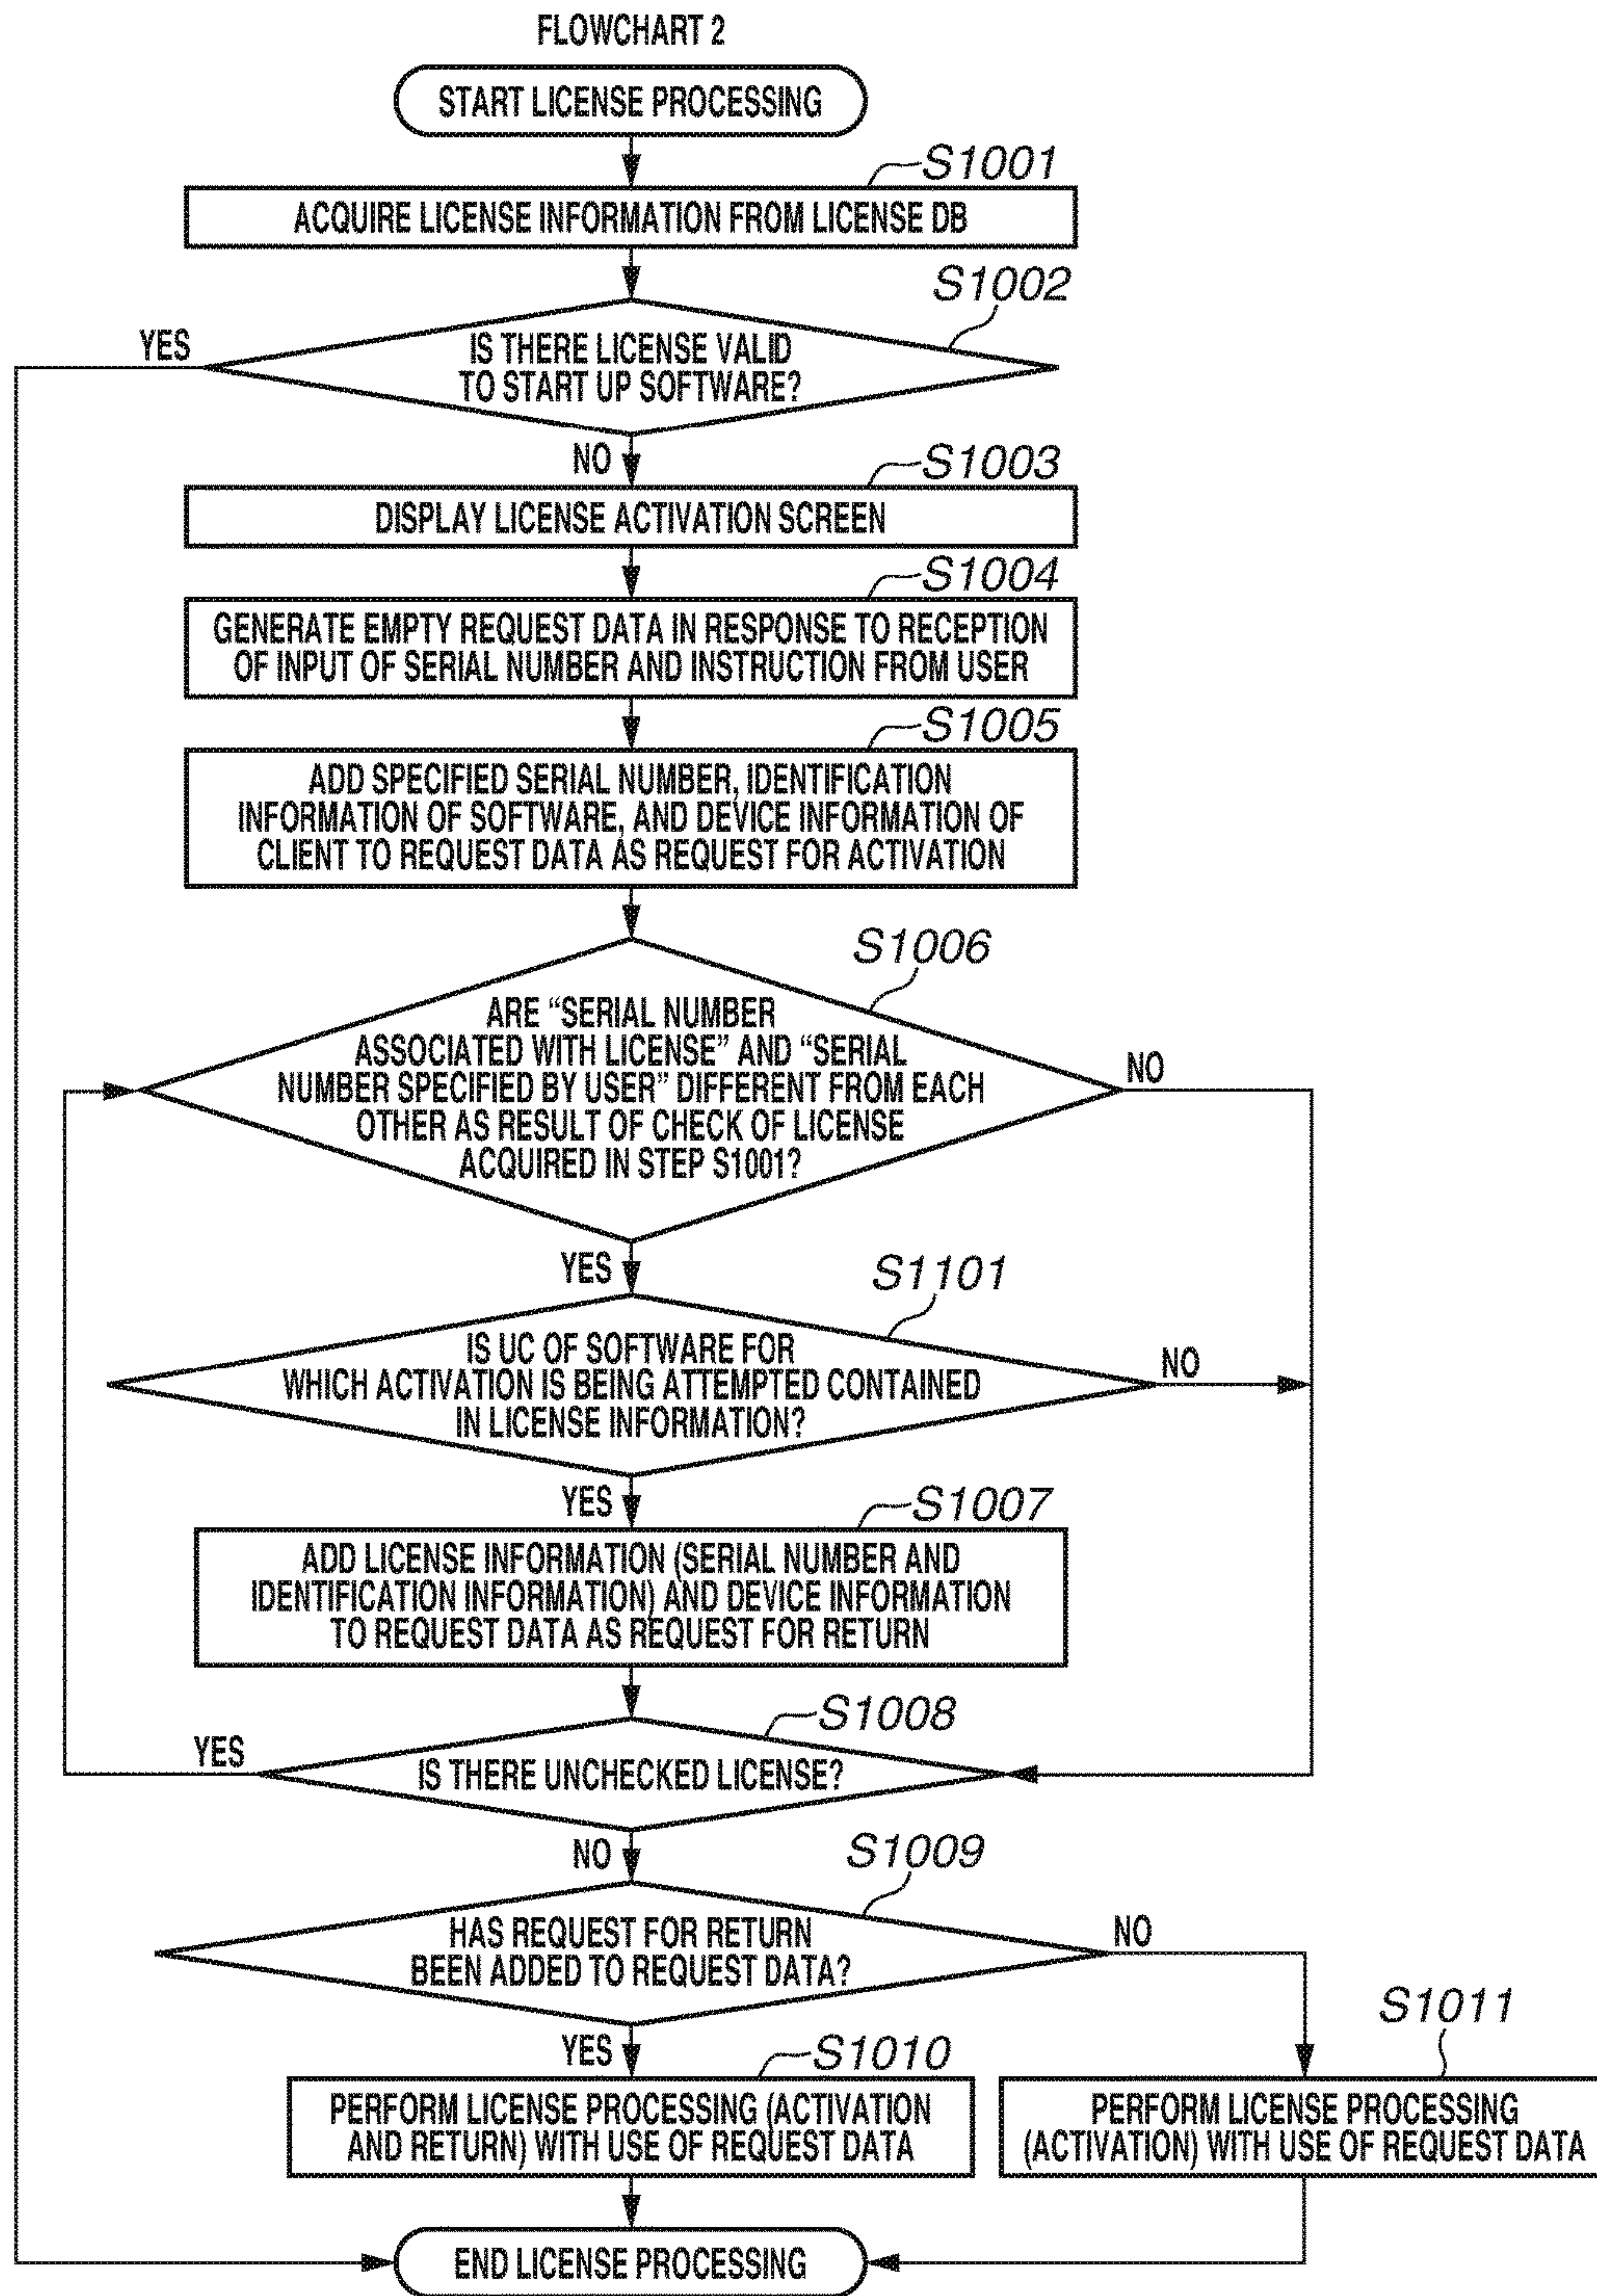 FLOWCHART 2
START LICENSE PROCESSING
S1001
ACQUIRE LICENSE INFORMATION FROM LICENSE DB
S1002
YES
IS THERE LICENSE VALID
TO START UP SOFTWARE?
NO
S1003
DISPLAY LICENSE ACTIVATION SCREEN
S1004
GENERATE EMPTY REQUEST DATA IN RESPONSE TO RECEPTION
OF INPUT OF SERIAL NUMBER AND INSTRUCTION FROM USER
S1005
ADD SPECIFIED SERIAL NUMBER, IDENTIFICATION
INFORMATION OF SOFTWARE, AND DEVICE INFORMATION OF
CLIENT TO REQUEST DATA AS REQUEST FOR ACTIVATION
S1006
ARE “SERIAL NUMBER
ASSOCIATED WITH LICENSE” AND “SERIAL
NUMBER SPECIFIED BY USER” DIFFERENT FROM EACH
OTHER AS RESULT OF CHECK OF LICENSE
ACQUIRED IN STEP S1001?
NO
YES
S1101
IS UC OF SOFTWARE FOR
WHICH ACTIVATION IS BEING ATTEMPTED CONTAINED
IN LICENSE INFORMATION?
NO
YES
S1007
ADD LICENSE INFORMATION (SERIAL NUMBER AND
IDENTIFICATION INFORMATION) AND DEVICE INFORMATION
TO REQUEST DATA AS REQUEST FOR RETURN
S1008
YES
IS THERE UNCHECKED LICENSE?
NO
S1009
HAS REQUEST FOR RETURN
BEEN ADDED TO REQUEST DATA?
NO
YES
S1010
PERFORM LICENSE PROCESSING (ACTIVATION
AND RETURN) WITH USE OF REQUEST DATA
S1011
PERFORM LICENSE PROCESSING
(ACTIVATION) WITH USE OF REQUEST DATA
END LICENSE PROCESSING